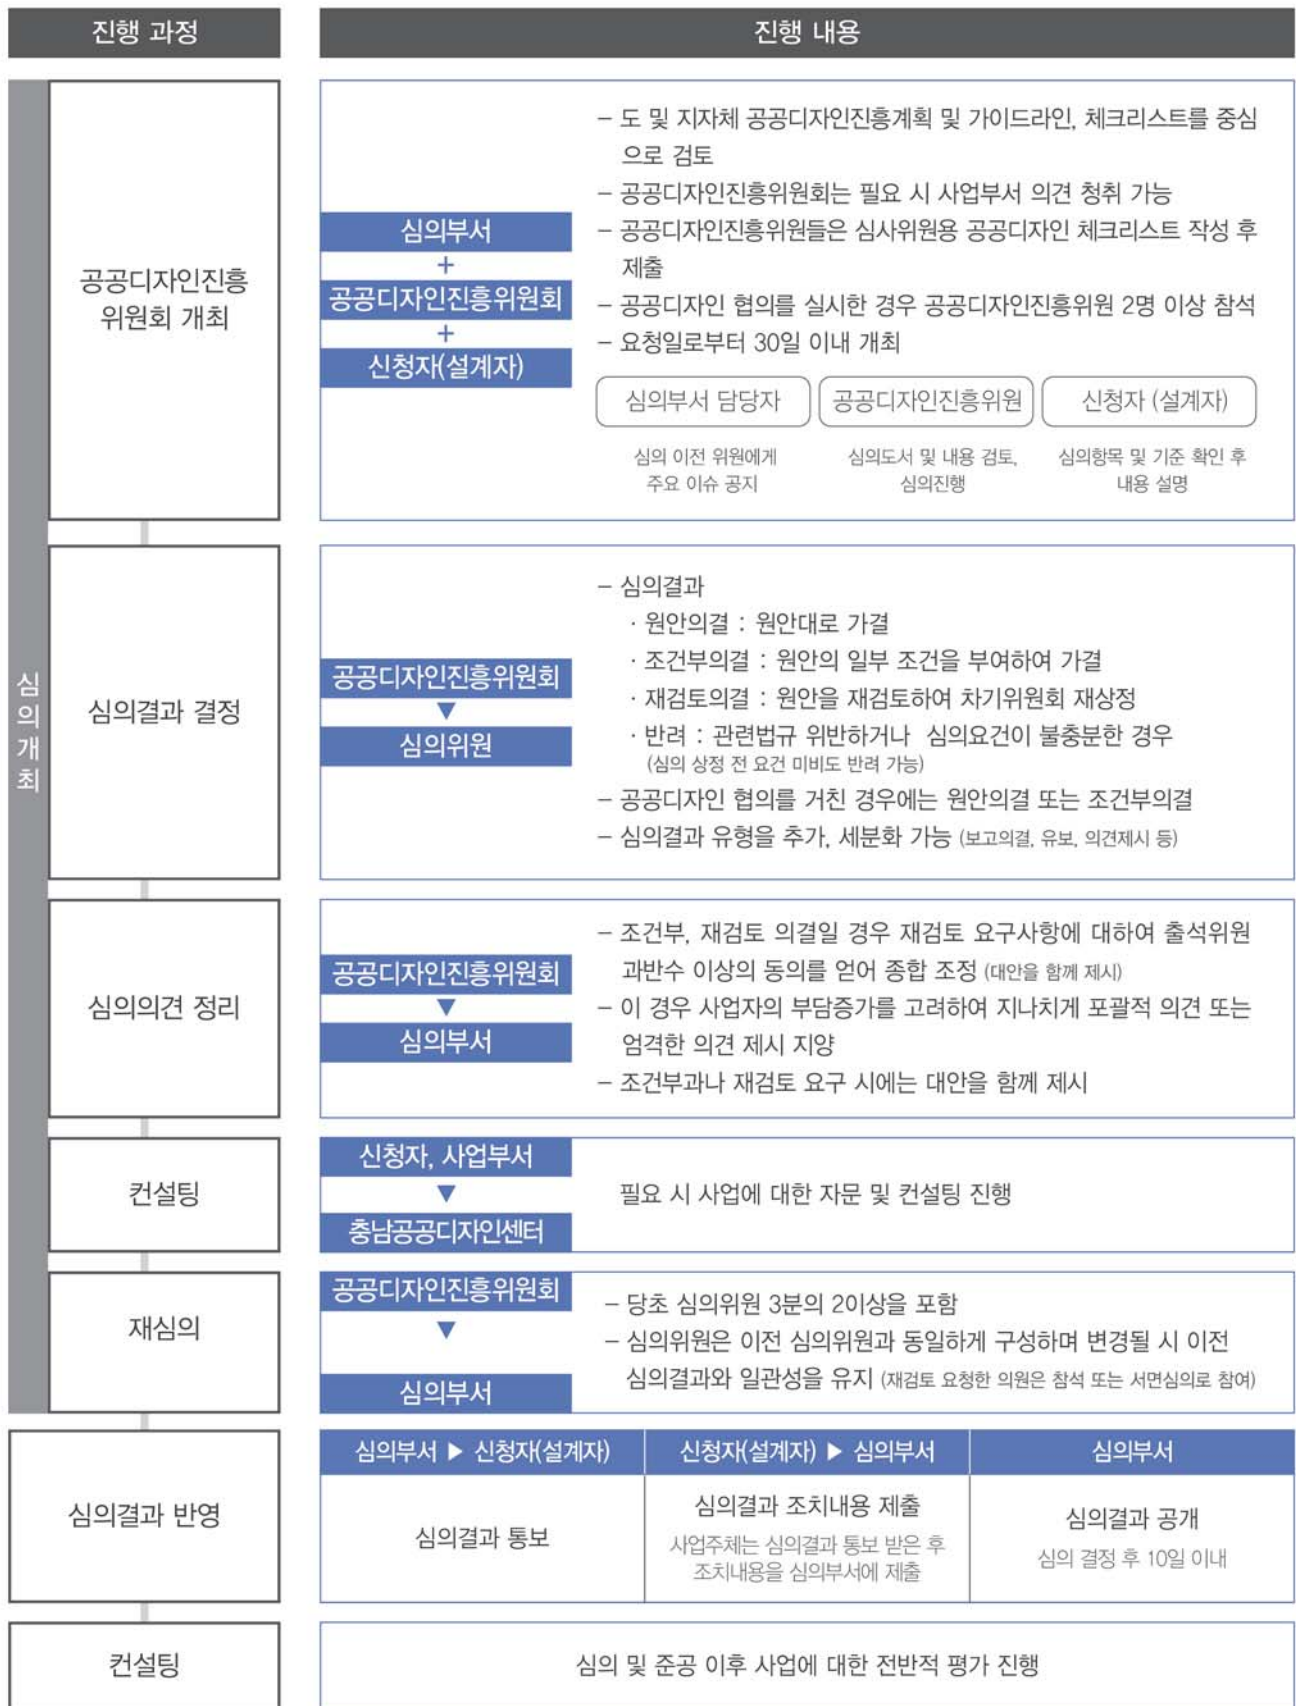 진행 과정
진행 내용
심의개최
공공디자인진흥
위원회 개최
심의부서
+
공공디자인진흥위원회
+
신청자(설계자)
– 도 및 지자체 공공디자인진흥계획 및 가이드라인, 체크리스트를 중심
으로 검토
– 공공디자인진흥위원회는 필요 시 사업부서 의견 청취 가능
– 공공디자인진흥위원들은 심사위원용 공공디자인 체크리스트 작성 후
제출
– 공공디자인 협의를 실시한 경우 공공디자인진흥위원 2명 이상 참석
– 요청일로부터 30일 이내 개최
심의부서 담당자
공공디자인진흥위원
신청자 (설계자)
심의 이전 위원에게
주요 이슈 공지
심의도서 및 내용 검토,
심의진행
심의항목 및 기준 확인 후
내용 설명
심의결과 결정
공공디자인진흥위원회
▼
심의위원
– 심의결과
· 원안의결 : 원안대로 가결
· 조건부의결 : 원안의 일부 조건을 부여하여 가결
· 재검토의결 : 원안을 재검토하여 차기위원회 재상정
· 반려 : 관련법규 위반하거나 심의요건이 불충분한 경우
(심의 상정 전 요건 미비도 반려 가능)
– 공공디자인 협의를 거친 경우에는 원안의결 또는 조건부의결
– 심의결과 유형을 추가, 세분화 가능 (보고의결, 유보, 의견제시 등)
심의의견 정리
공공디자인진흥위원회
▼
심의부서
– 조건부, 재검토 의결일 경우 재검토 요구사항에 대하여 출석위원
과반수 이상의 동의를 얻어 종합 조정 (대안을 함께 제시)
– 이 경우 사업자의 부담증가를 고려하여 지나치게 포괄적 의견 또는
엄격한 의견 제시 지양
– 조건부과나 재검토 요구 시에는 대안을 함께 제시
컨설팅
신청자, 사업부서
▼
충남공공디자인센터
필요 시 사업에 대한 자문 및 컨설팅 진행
재심의
공공디자인진흥위원회
▼
심의부서
– 당초 심의위원 3분의 2이상을 포함
– 심의위원은 이전 심의위원과 동일하게 구성하며 변경될 시 이전
심의결과와 일관성을 유지 (재검토 요청한 의원은 참석 또는 서면심의로 참여)
심의결과 반영
심의부서 ▶ 신청자(설계자)
신청자(설계자) ▶ 심의부서
심의부서
심의결과 통보
심의결과 조치내용 제출
사업주체는 심의결과 통보 받은 후
조치내용을 심의부서에 제출
심의결과 공개
심의 결정 후 10일 이내
컨설팅
심의 및 준공 이후 사업에 대한 전반적 평가 진행